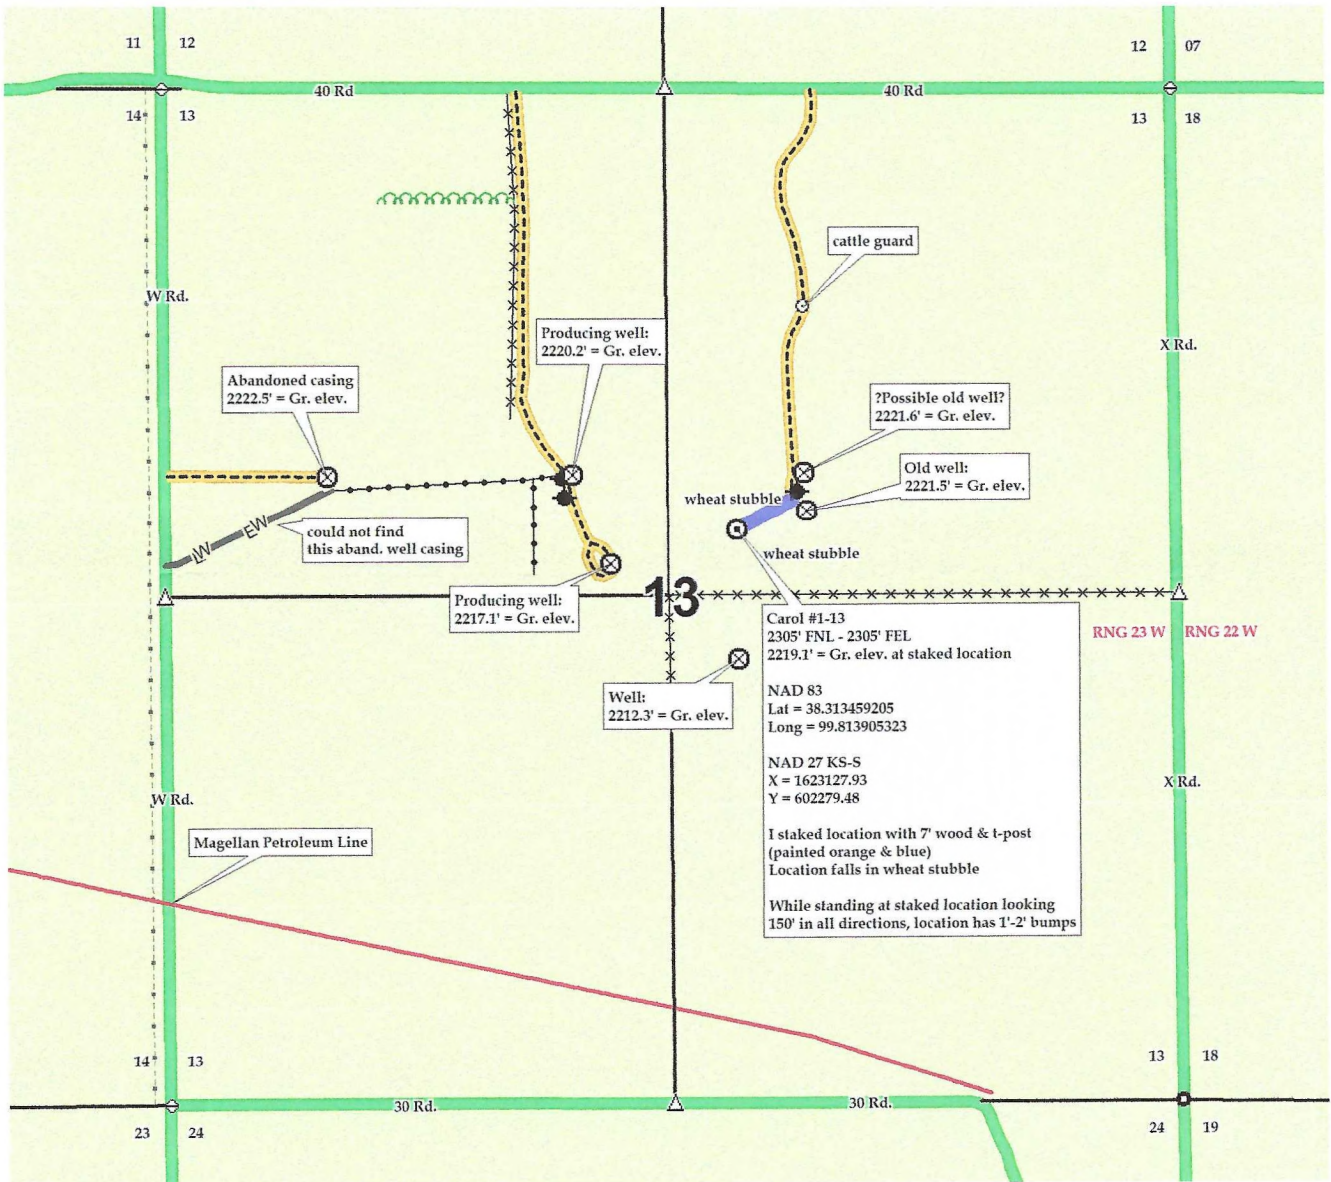 11 12
12 07
40 Rd
40 Rd
14 13
13 18
cattle guard
W Rd.
Producing well:
2220.2' = Gr. elev.
X Rd.
Abandoned casing
2222.5' = Gr. elev.
?Possible old well?
2221.6' = Gr. elev.
Old well:
2221.5' = Gr. elev.
wheat stubble
LW EW
could not find
this aband. well casing
wheat stubble
Producing well:
2217.1' = Gr. elev.
13
Carol #1-13
2305' FNL - 2305' FEL
2219.1' = Gr. elev. at staked location
NAD 83
Lat = 38.313459205
Long = 99.813905323
NAD 27 KS-S
X = 1623127.93
Y = 602279.48
I staked location with 7' wood & t-post
(painted orange & blue)
Location falls in wheat stubble
While standing at staked location looking
150' in all directions, location has 1'-2' bumps
RNG 23 W RNG 22 W
Well:
2212.3' = Gr. elev.
X Rd.
W Rd.
Magellan Petroleum Line
14 13
13 18
30 Rd.
30 Rd.
23 24
24 19